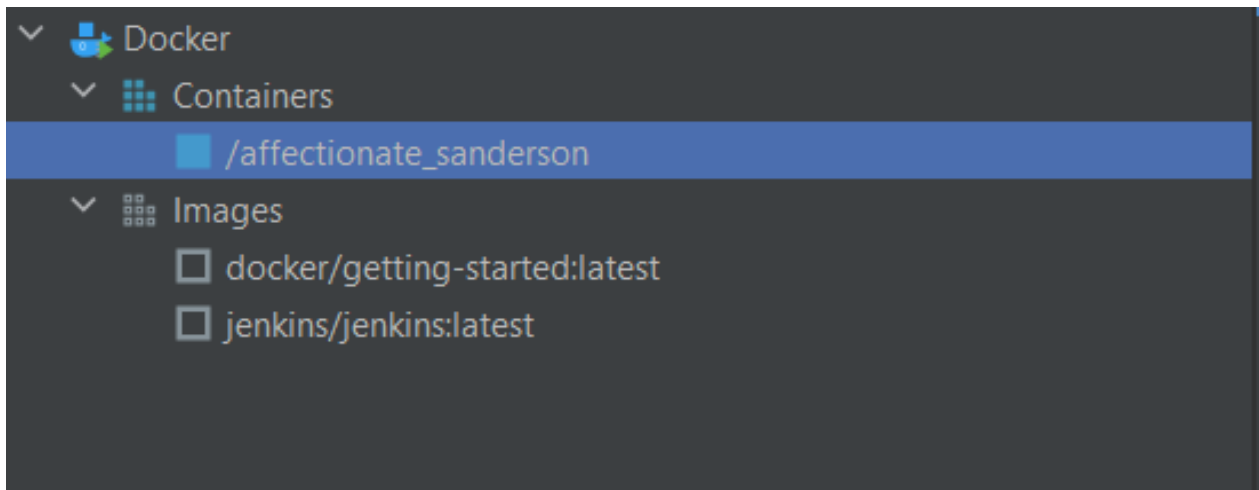 Docker
Containers
/affectionate_sanderson
Images
docker/getting-started:latest
jenkins/jenkins:latest